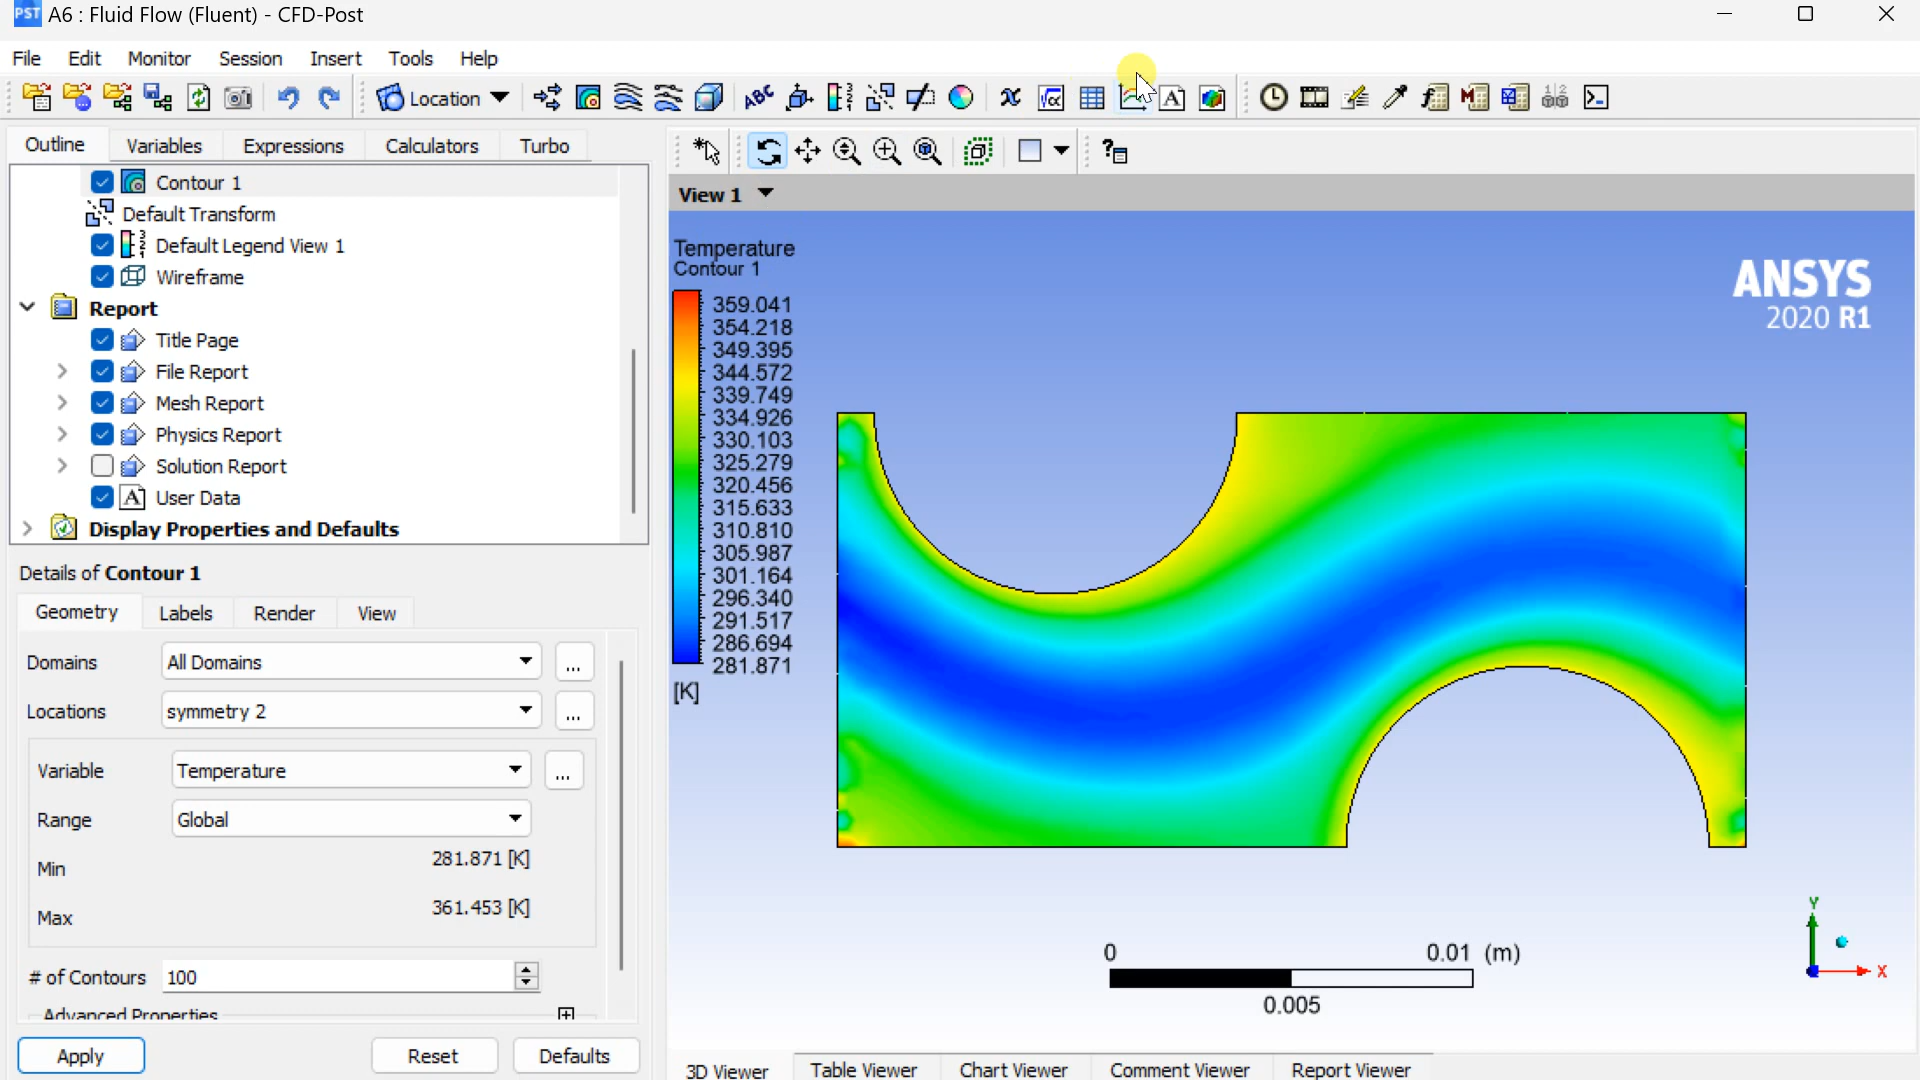 PST A6 : Fluid Flow (Fluent) - CFD-Post
File Edit Monitor Session Insert Tools Help
Location
Outline Variables Expressions Calculators Turbo
Contour 1
Default Transform
Default Legend View 1
Wireframe
Report
Title Page
File Report
Mesh Report
Physics Report
Solution Report
User Data
Display Properties and Defaults
Details of Contour 1
Geometry Labels Render View
Domains All Domains ...
Locations symmetry 2 ...
Variable Temperature ...
Range Global
Min 281.871 [K]
Max 361.453 [K]
# of Contours 100
Advanced Properties
Apply Reset Defaults
View 1
Temperature
Contour 1
359.041
354.218
349.395
344.572
339.749
334.926
330.103
325.279
320.456
315.633
310.810
305.987
301.164
296.340
291.517
286.694
281.871
[K]
ANSYS
2020 R1
0 0.01 (m)
0.005
Y
X
3D Viewer Table Viewer Chart Viewer Comment Viewer Report Viewer